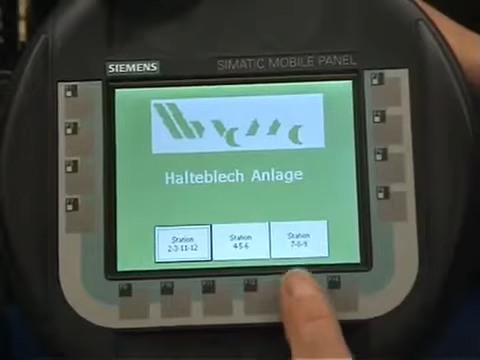 SIEMENS
SIMATIC MOBILE PANEL
Halteblech Anlage
Station
2-3-11-12
Station
4-5-6
Station
7-8-9